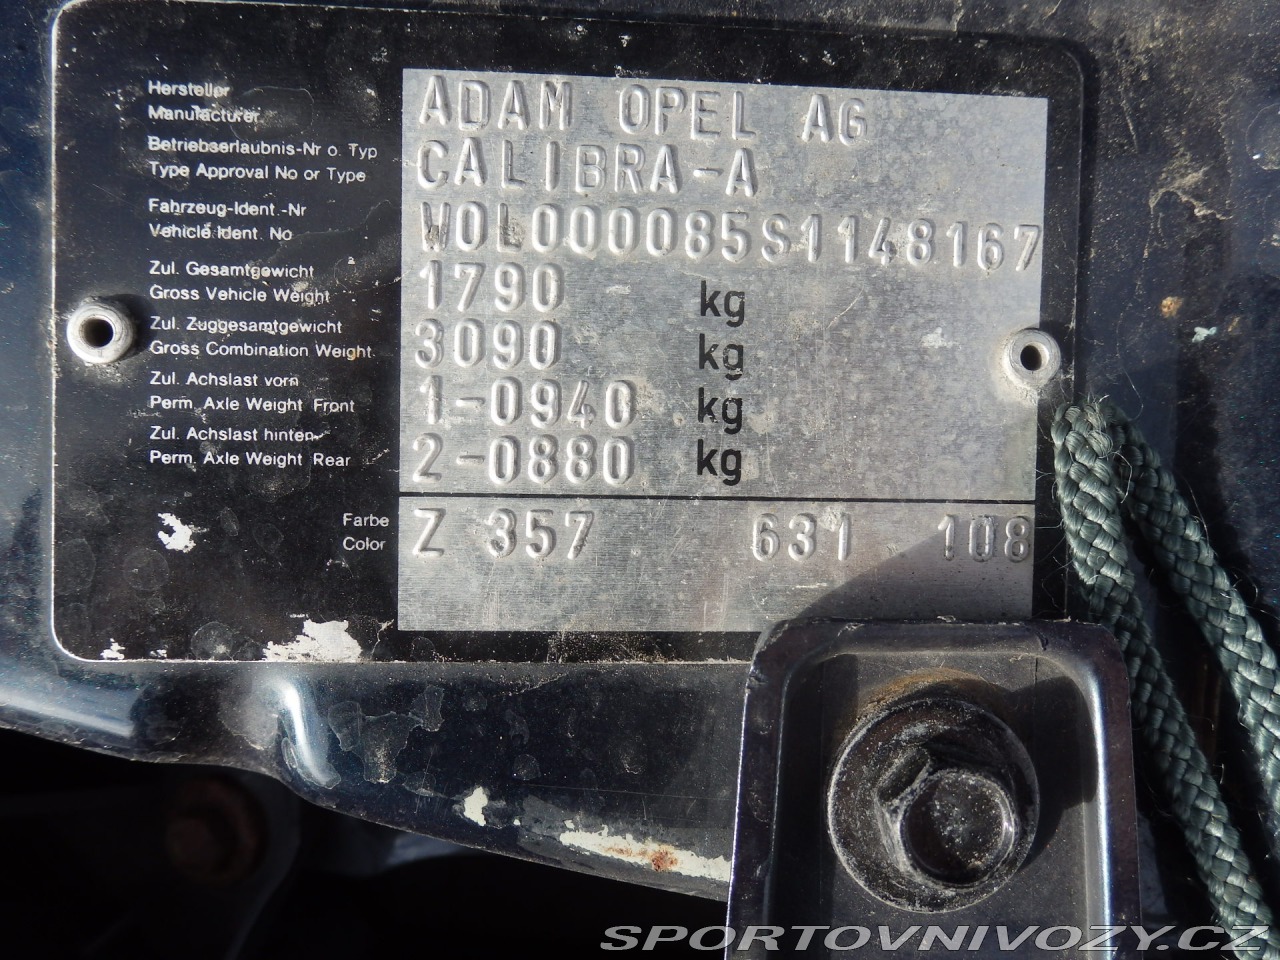 Hersteller
Manufacturer
ADAM OPEL AG
Betriebserlaubnis-Nr o. Typ
Type Approval No or Type
CALIBRA-A
Fahrzeug-Ident.-Nr
Vehicle Ident. No
W0L000085S1148167
Zul. Gesamtgewicht
Gross Vehicle Weight
1790 kg
Zul. Zuggesamtgewicht
Gross Combination Weight
3090 kg
Zul. Achslast vorn
Perm. Axle Weight Front
1-0940 kg
Zul. Achslast hinten
Perm. Axle Weight Rear
2-0880 kg
Farbe
Color
Z 357 631 108
SPORTOVNIVOZY.CZ